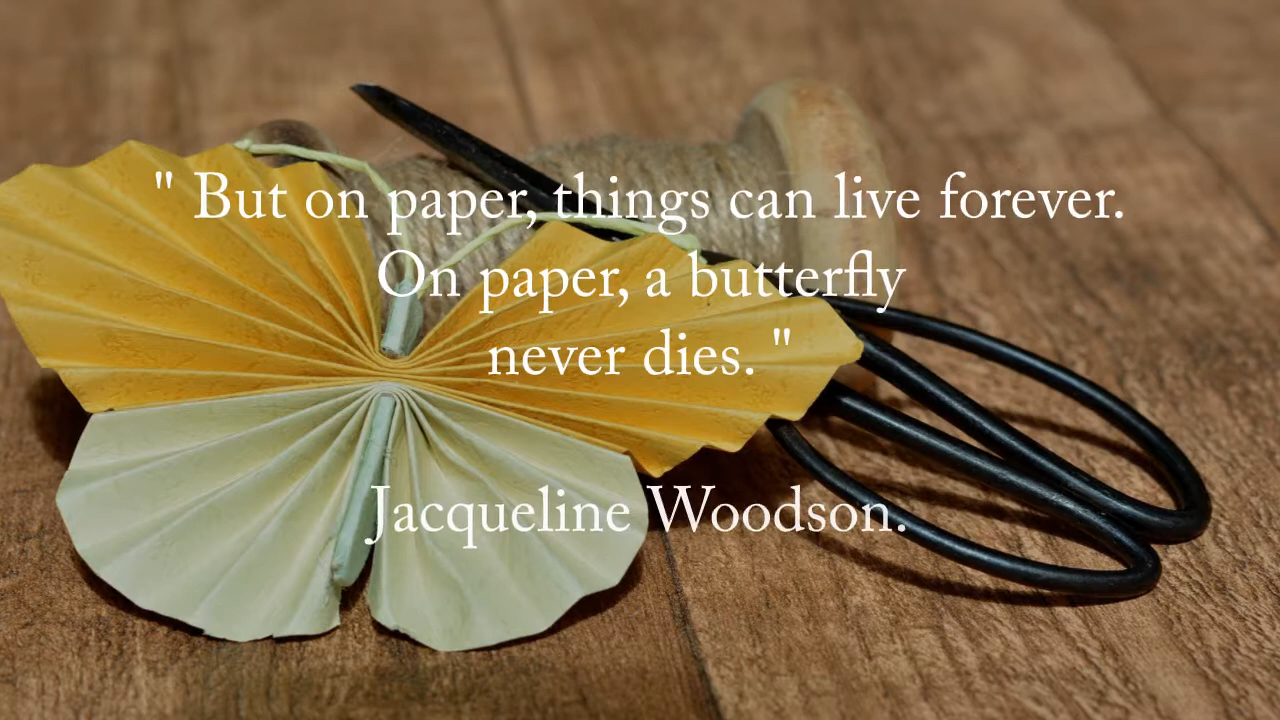 " But on paper, things can live forever.
On paper, a butterfly
never dies. "
Jacqueline Woodson.